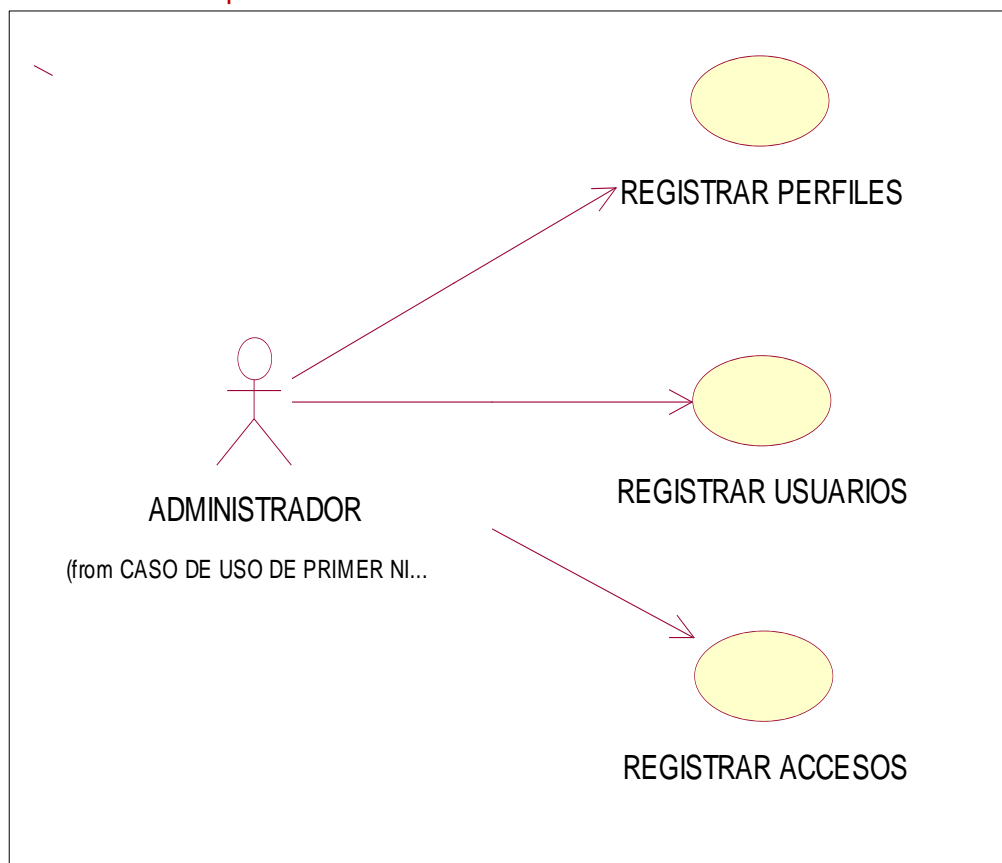 REGISTRAR PERFILES
REGISTRAR USUARIOS
ADMINISTRADOR
(from CASO DE USO DE PRIMER NI...
REGISTRAR ACCESOS